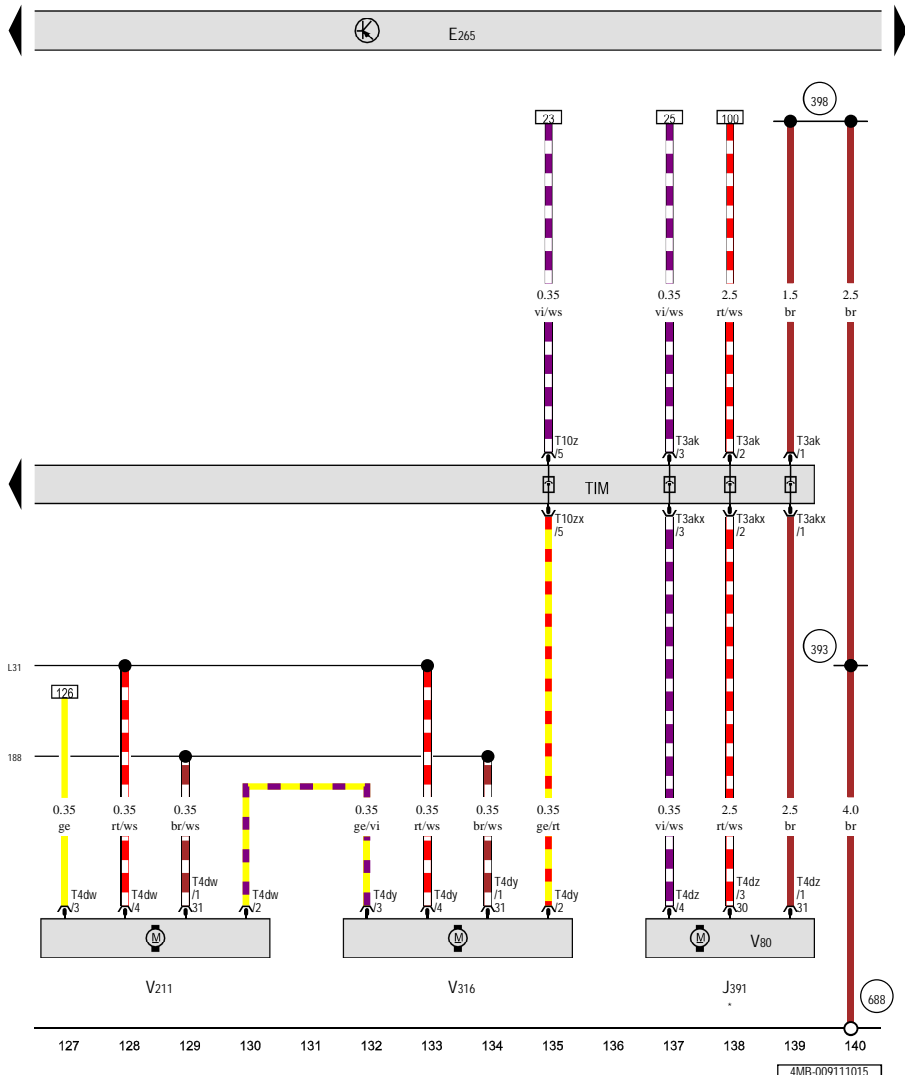 E265
398
23
25
100
0.35
vi/ws
0.35
vi/ws
2.5
rt/ws
1.5
br
2.5
br
T10z
/5
T3ak
/3
T3ak
/2
T3ak
/1
TIM
T10zx
/5
T3akx
/3
T3akx
/2
T3akx
/1
393
L31
126
188
0.35
ge
0.35
rt/ws
0.35
br/ws
0.35
ge/vi
0.35
rt/ws
0.35
br/ws
0.35
ge/rt
0.35
vi/ws
2.5
rt/ws
2.5
br
4.0
br
T4dw
/3
T4dw
/4
T4dw
/1
31
T4dw
/2
T4dy
/3
T4dy
/4
T4dy
/1
31
T4dy
/2
T4dz
/4
T4dz
/3
30
T4dz
/1
31
M
M
M
V80
V211
V316
J391
*
688
127 128 129 130 131 132 133 134 135 136 137 138 139 140
4MB-009111015